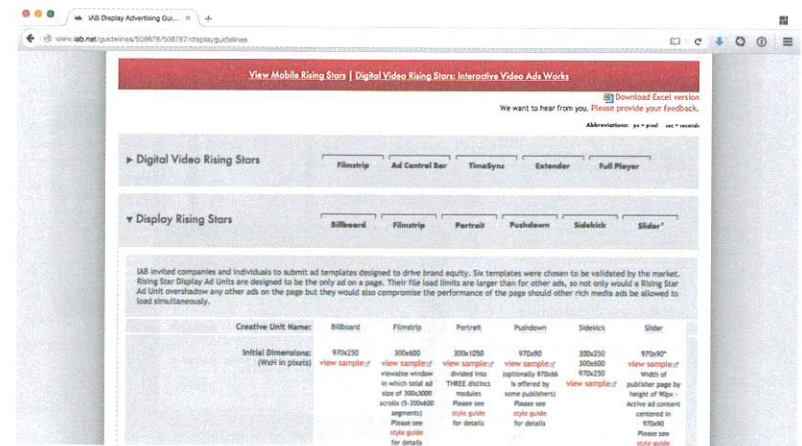 IAB Display Advertising Gui...
www.iab.net/guidelines/508676/508767/displayguidelines
View Mobile Rising Stars | Digital Video Rising Stars: Interactive Video Ads Works
Download Excel version
We want to hear from you. Please provide your feedback.
Abbreviations: px = pixel sec = seconds
▸ Digital Video Rising Stars Filmstrip Ad Control Bar TimeSync Extender Full Player
▾ Display Rising Stars Billboard Filmstrip Portrait Pushdown Sidekick Slider*
IAB invited companies and individuals to submit ad templates designed to drive brand equity. Six templates were chosen to be validated by the market.
Rising Star Display Ad Units are designed to be the only ad on a page. Their file load limits are larger than for other ads, so not only would a Rising Star
Ad Unit overshadow any other ads on the page but they would also compromise the performance of the page should other rich media ads be allowed to
load simultaneously.
Creative Unit Name: Billboard Filmstrip Portrait Pushdown Sidekick Slider
Initial Dimensions: 970x250 300x600 300x1050 970x90 300x250 970x90*
(WxH in pixels) view sample view sample view sample view sample 300x600 view sample
viewable window divided into (optionally 970x66 970x250 Width of
in which total ad THREE distinct is offered by view sample publisher page by
size of 300x3000 modules some publishers) height of 90px -
scrolls (5-300x600 Please see Please see Active ad content
segments) style guide style guide centered in
Please see for details for details 970x90
style guide Please see
for details style guide